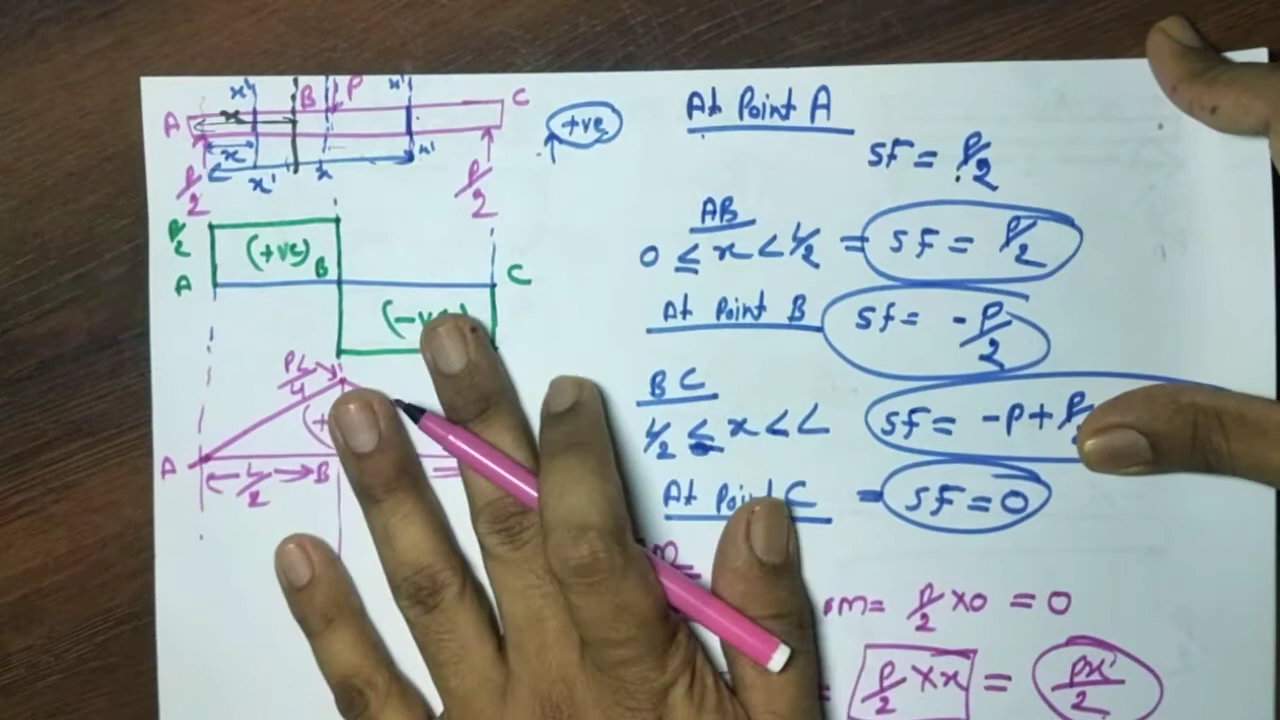 x' B P x' C
A x
x x' x x'
P/2 P/2
+ve
P/2 (+ve) B
A C
PL/4
(+
A L/2 B
At Point A
SF = P/2
AB
0 ≤ x < L/2 = SF = P/2
At Point B SF = -P/2
BC
L/2 ≤ x < L SF = -P + P/
At Point C = SF = 0
BM = P/2 × 0 = 0
= P/2 × x = Px/2